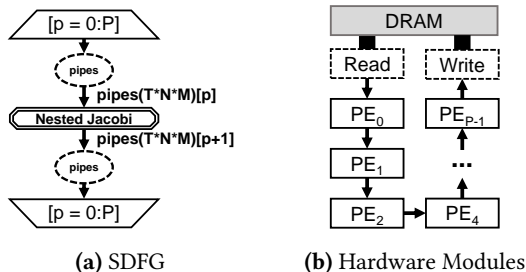 [p = 0:P]
pipes
pipes(T*N*M)[p]
Nested Jacobi
pipes(T*N*M)[p+1]
pipes
[p = 0:P]
(a) SDFG
DRAM
Read
Write
PE0
PEP-1
PE1
...
PE2
PE4
(b) Hardware Modules